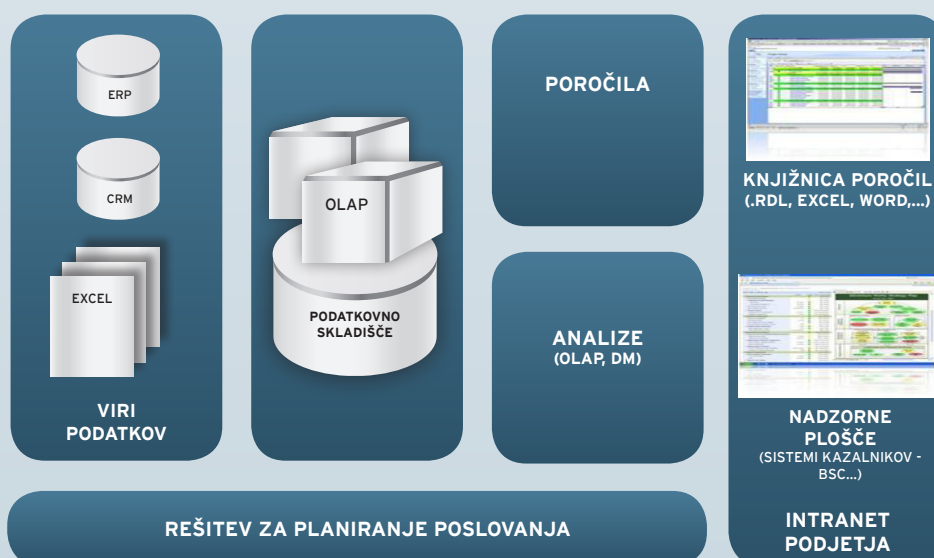 ERP
CRM
EXCEL
VIRI
PODATKOV
OLAP
PODATKOVNO
SKLADIŠČE
POROČILA
ANALIZE
(OLAP, DM)
KNJIŽNICA POROČIL
(.RDL, EXCEL, WORD,...)
NADZORNE
PLOŠČE
(SISTEMI KAZALNIKOV -
BSC...)
INTRANET
PODJETJA
REŠITEV ZA PLANIRANJE POSLOVANJA